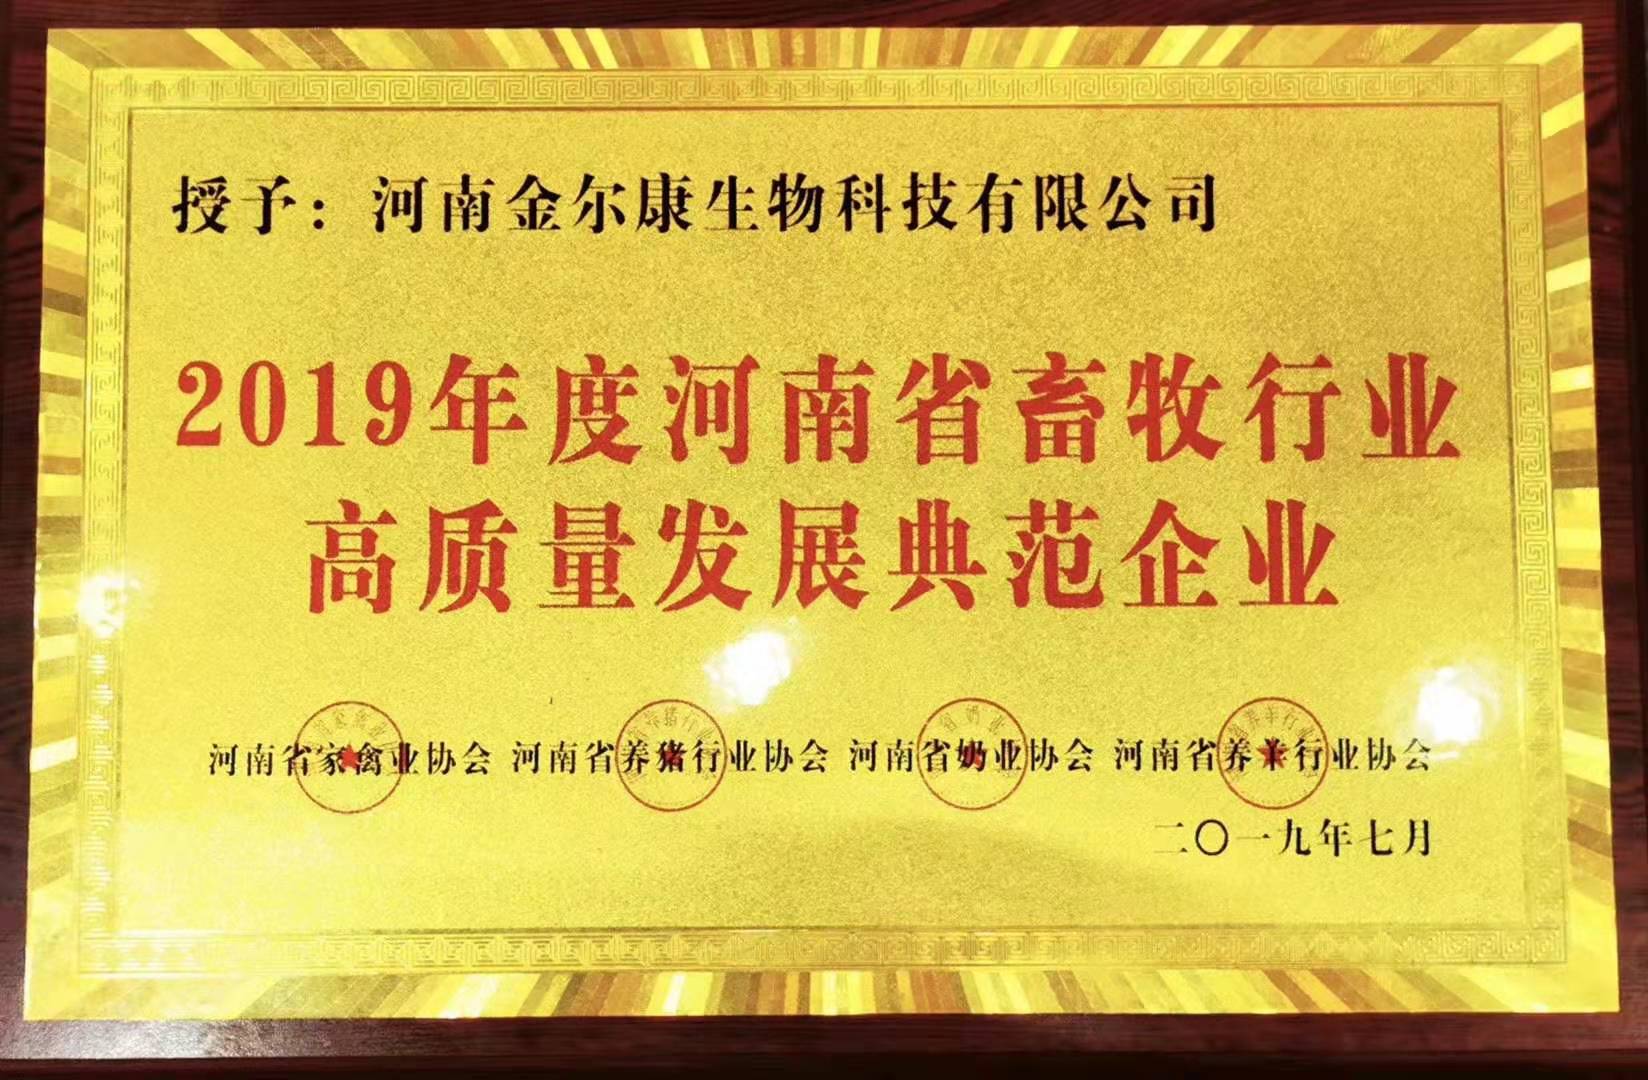 授予：河南金尔康生物科技有限公司
2019年度河南省畜牧行业
高质量发展典范企业
河南省家禽业协会 河南省养猪行业协会 河南省奶业协会 河南省养羊行业协会
二〇一九年七月